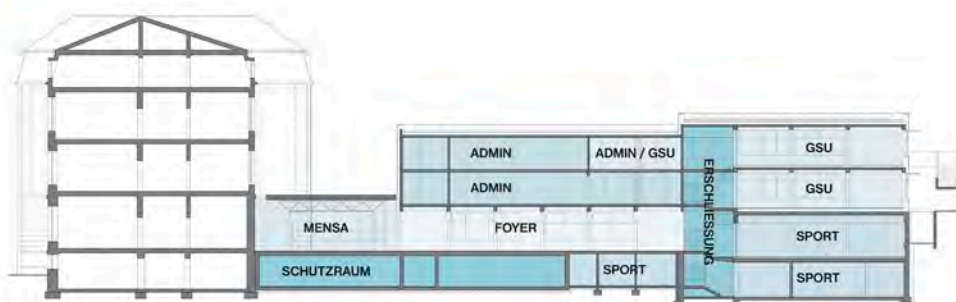 ADMIN
ADMIN / GSU
GSU
ERSCHLIESSUNG
ADMIN
GSU
MENSA
FOYER
SPORT
SCHUTZRAUM
SPORT
SPORT